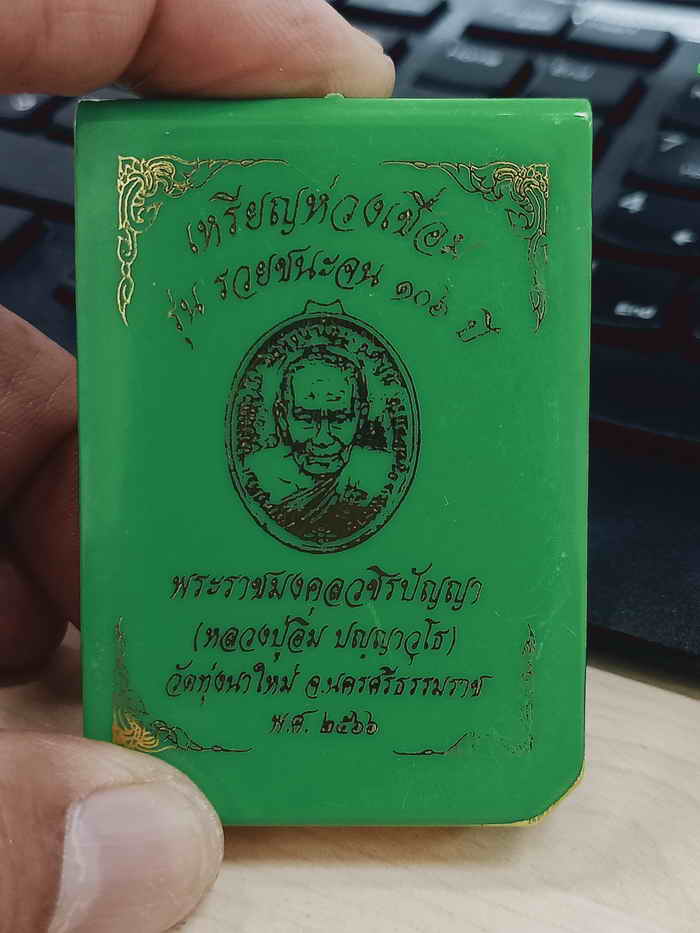 เหรียญห่วงเชื่อม
รุ่น รวยชนะจน ๑๐๕ ปี
พระราชมงคลวชิรปัญญา
(หลวงปู่อิ่ม ปญฺญาวุโธ)
วัดทุ่งนาใหม่ จ.นครศรีธรรมราช
พ.ศ. ๒๕๖๖